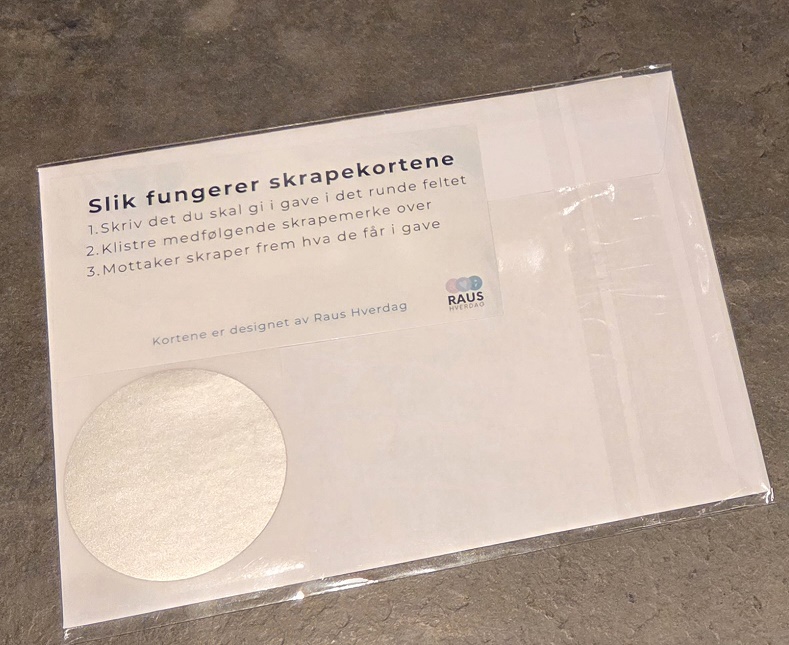 Slik fungerer skrapekortene
1.Skriv det du skal gi i gave i det runde feltet
2.Klistre medfølgende skrapemerke over
3.Mottaker skraper frem hva de får i gave
RAUS
HVERDAG
Kortene er designet av Raus Hverdag